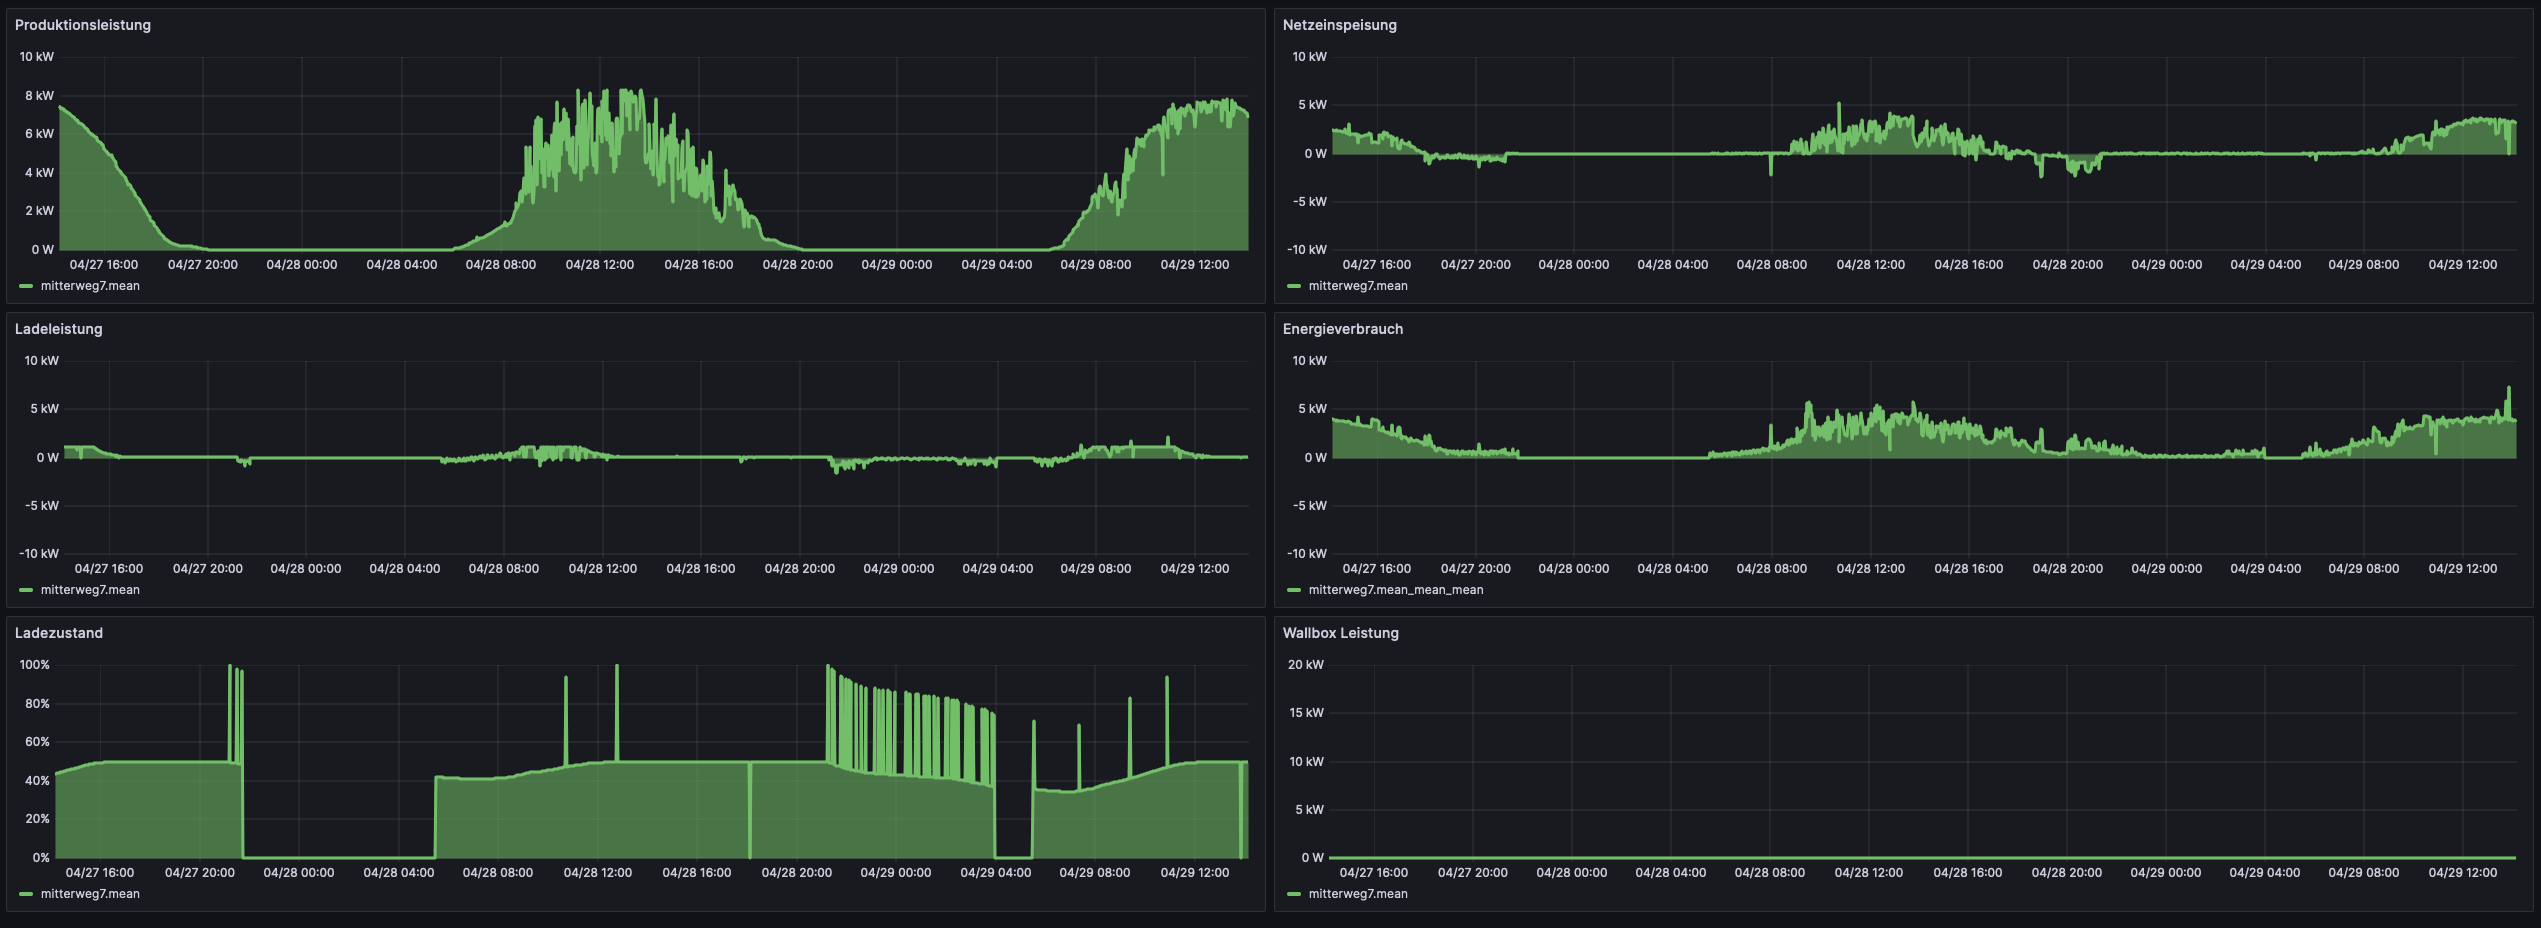 Produktionsleistung
10 kW
8 kW
6 kW
4 kW
2 kW
0 W
04/27 16:00 04/27 20:00 04/28 00:00 04/28 04:00 04/28 08:00 04/28 12:00 04/28 16:00 04/28 20:00 04/29 00:00 04/29 04:00 04/29 08:00 04/29 12:00
mitterweg7.mean
Netzeinspeisung
10 kW
5 kW
0 W
-5 kW
-10 kW
04/27 16:00 04/27 20:00 04/28 00:00 04/28 04:00 04/28 08:00 04/28 12:00 04/28 16:00 04/28 20:00 04/29 00:00 04/29 04:00 04/29 08:00 04/29 12:00
mitterweg7.mean
Ladeleistung
10 kW
5 kW
0 W
-5 kW
-10 kW
04/27 16:00 04/27 20:00 04/28 00:00 04/28 04:00 04/28 08:00 04/28 12:00 04/28 16:00 04/28 20:00 04/29 00:00 04/29 04:00 04/29 08:00 04/29 12:00
mitterweg7.mean
Energieverbrauch
10 kW
5 kW
0 W
-5 kW
-10 kW
04/27 16:00 04/27 20:00 04/28 00:00 04/28 04:00 04/28 08:00 04/28 12:00 04/28 16:00 04/28 20:00 04/29 00:00 04/29 04:00 04/29 08:00 04/29 12:00
mitterweg7.mean_mean_mean
Ladezustand
100%
80%
60%
40%
20%
0%
04/27 16:00 04/27 20:00 04/28 00:00 04/28 04:00 04/28 08:00 04/28 12:00 04/28 16:00 04/28 20:00 04/29 00:00 04/29 04:00 04/29 08:00 04/29 12:00
mitterweg7.mean
Wallbox Leistung
20 kW
15 kW
10 kW
5 kW
0 W
04/27 16:00 04/27 20:00 04/28 00:00 04/28 04:00 04/28 08:00 04/28 12:00 04/28 16:00 04/28 20:00 04/29 00:00 04/29 04:00 04/29 08:00 04/29 12:00
mitterweg7.mean